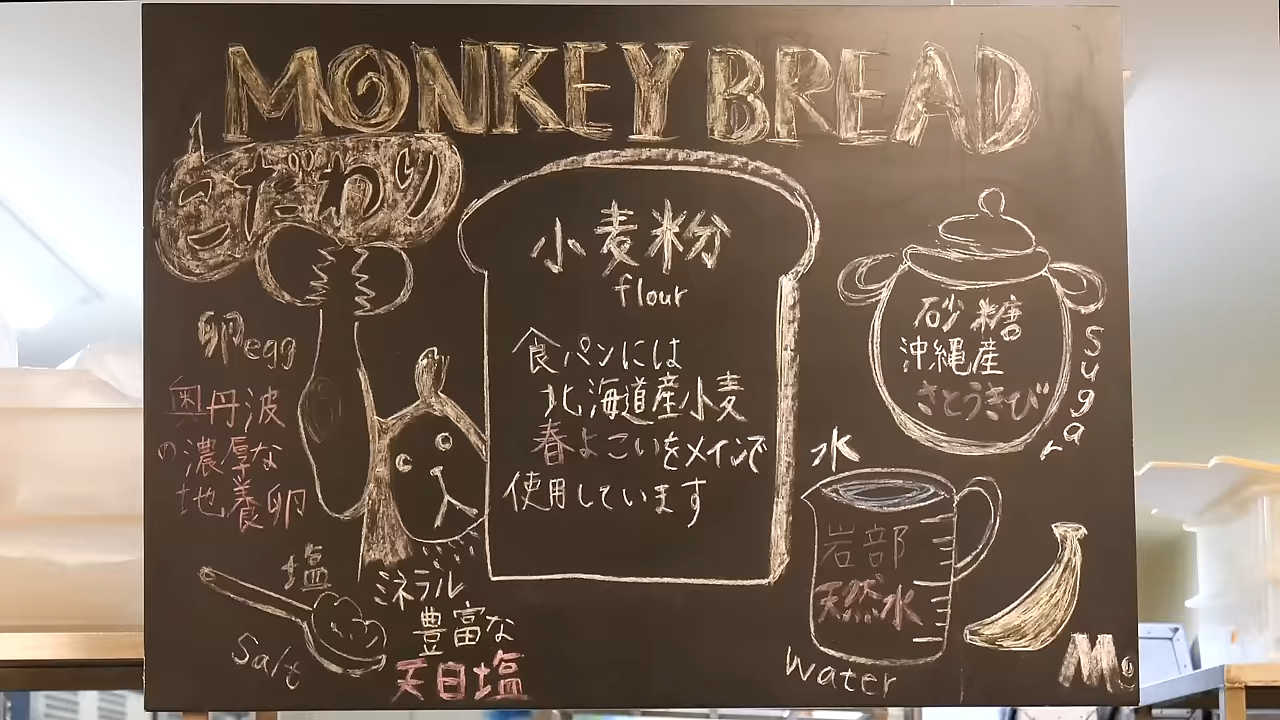 MONKEY BREAD
こだわり
小麦粉
flour
食パンには
北海道産小麦
春よこいをメインで
使用しています
卵egg
奥丹波
の濃厚な
地養卵
塩
Salt
ミネラル
豊富な
天日塩
砂糖
沖縄産
さとうきび
Sugar
水
岩部
天然水
Water
Mo